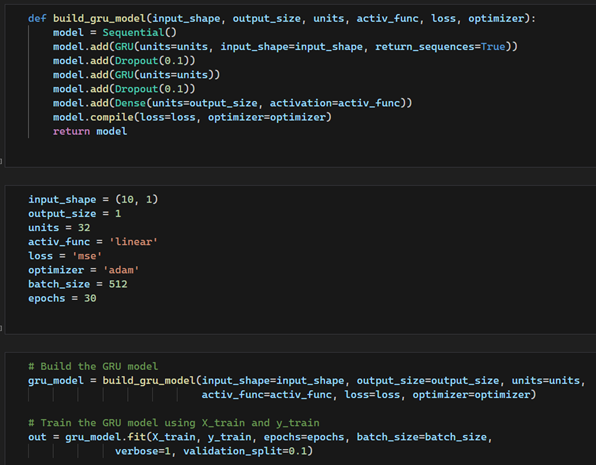 def build_gru_model(input_shape, output_size, units, activ_func, loss, optimizer):
    model = Sequential()
    model.add(GRU(units=units, input_shape=input_shape, return_sequences=True))
    model.add(Dropout(0.1))
    model.add(GRU(units=units))
    model.add(Dropout(0.1))
    model.add(Dense(units=output_size, activation=activ_func))
    model.compile(loss=loss, optimizer=optimizer)
    return model
input_shape = (10, 1)
output_size = 1
units = 32
activ_func = 'linear'
loss = 'mse'
optimizer = 'adam'
batch_size = 512
epochs = 30
# Build the GRU model
gru_model = build_gru_model(input_shape=input_shape, output_size=output_size, units=units,
                            activ_func=activ_func, loss=loss, optimizer=optimizer)
# Train the GRU model using X_train and y_train
out = gru_model.fit(X_train, y_train, epochs=epochs, batch_size=batch_size,
              verbose=1, validation_split=0.1)